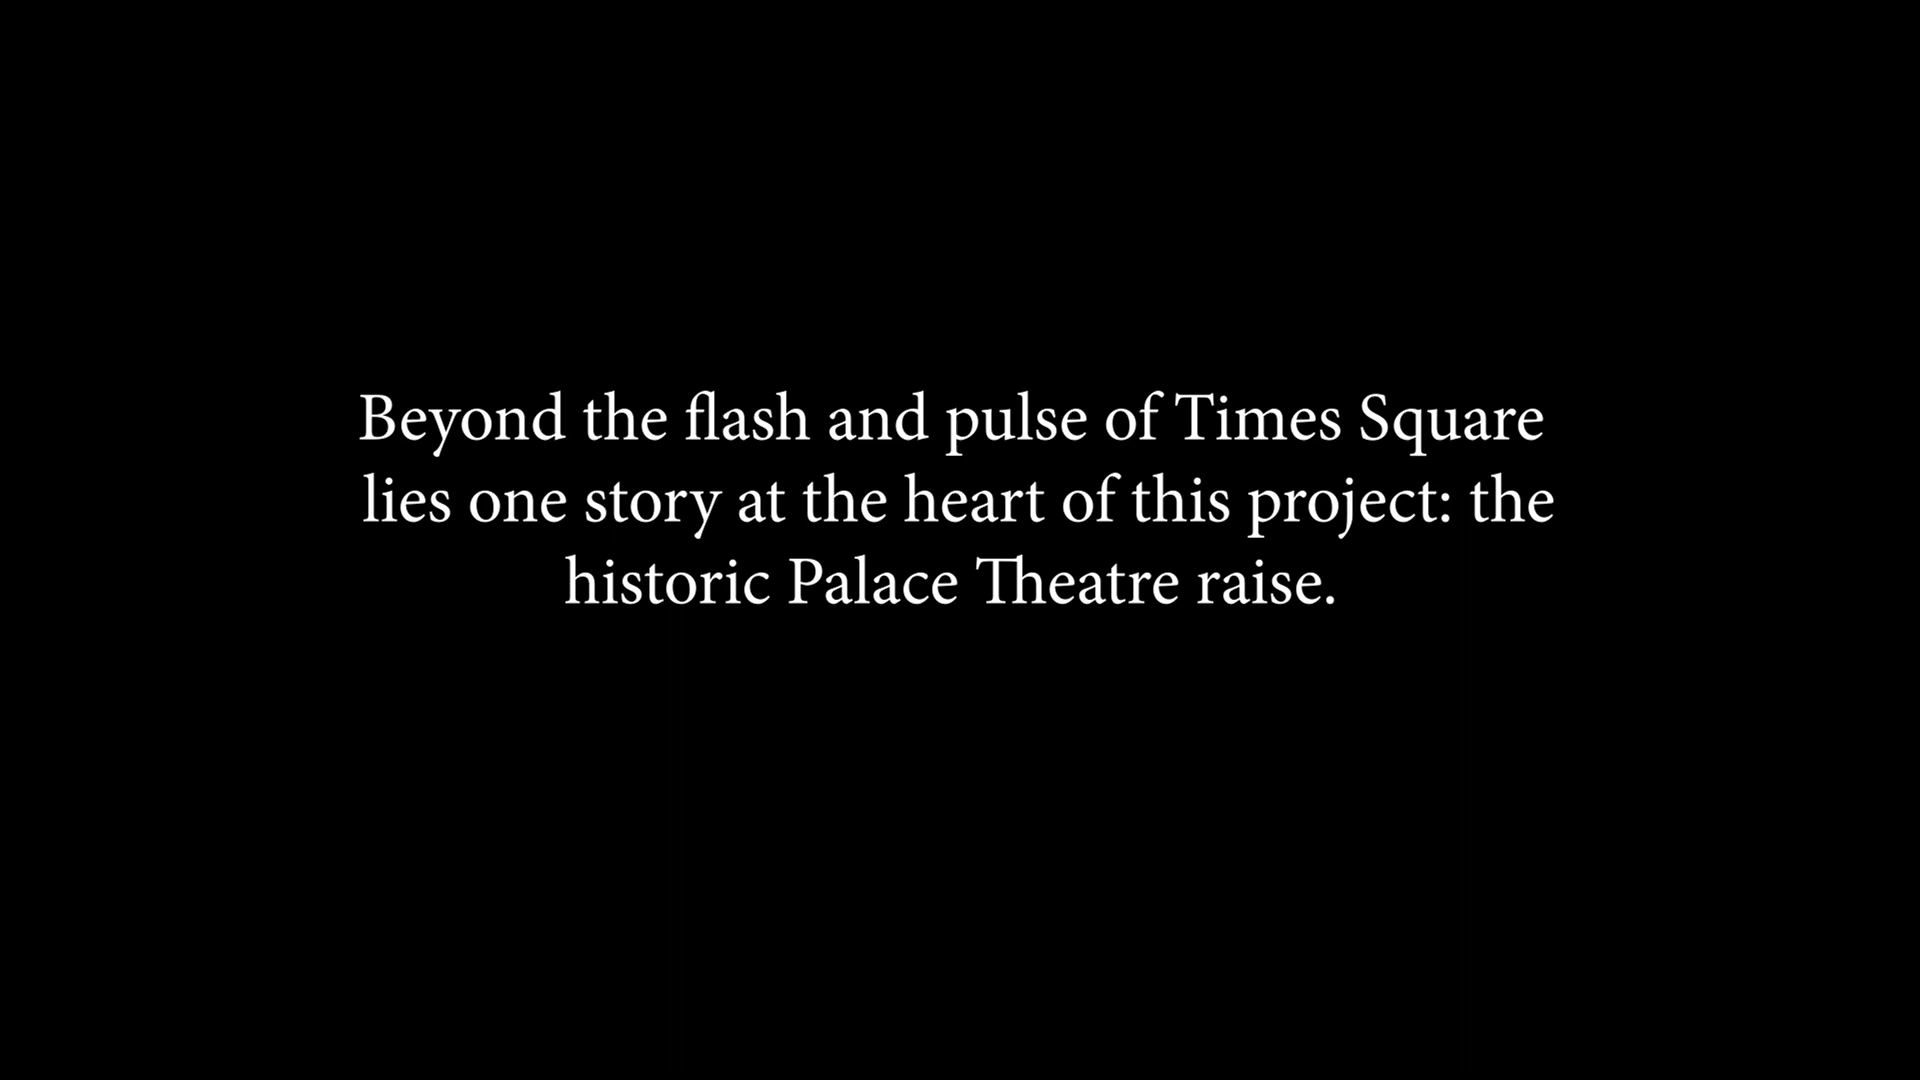 Beyond the flash and pulse of Times Square
lies one story at the heart of this project: the
historic Palace Theatre raise.